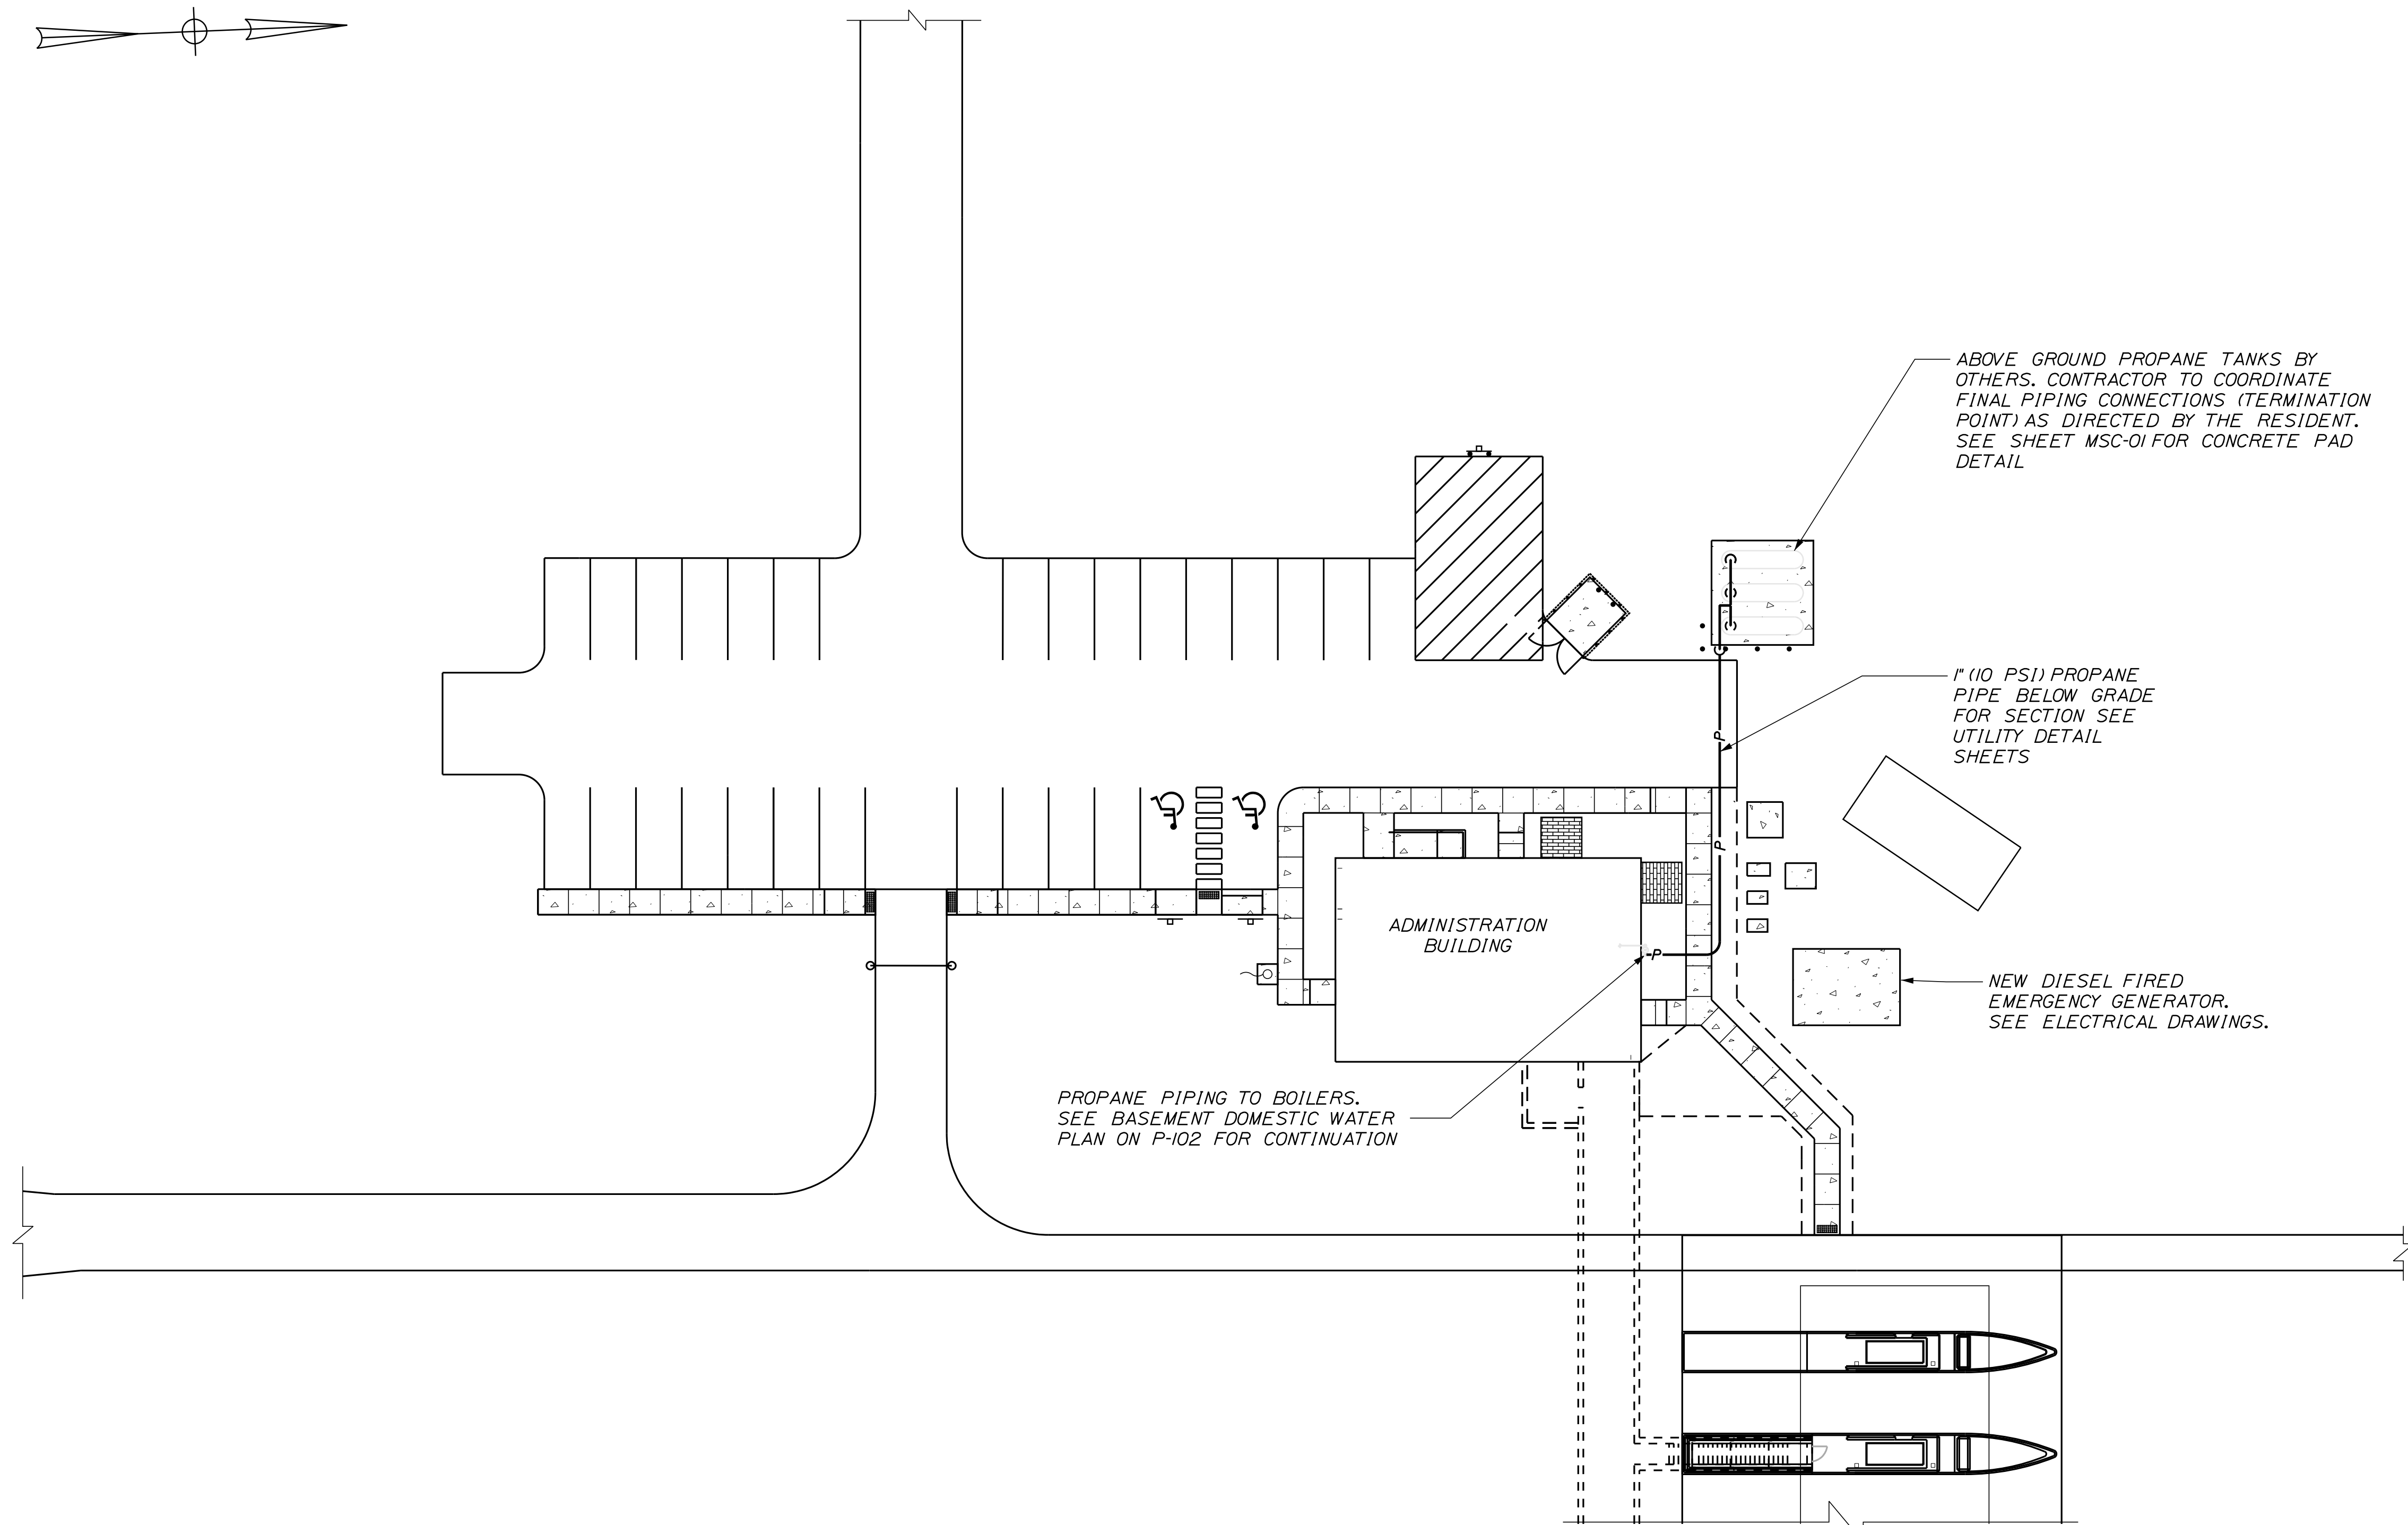 ABOVE GROUND PROPANE TANKS BY
OTHERS. CONTRACTOR TO COORDINATE
FINAL PIPING CONNECTIONS (TERMINATION
POINT) AS DIRECTED BY THE RESIDENT.
SEE SHEET MSC-01 FOR CONCRETE PAD
DETAIL
1" (10 PSI) PROPANE
PIPE BELOW GRADE
FOR SECTION SEE
UTILITY DETAIL
SHEETS
P
P
ADMINISTRATION
BUILDING
P
NEW DIESEL FIRED
EMERGENCY GENERATOR.
SEE ELECTRICAL DRAWINGS.
PROPANE PIPING TO BOILERS.
SEE BASEMENT DOMESTIC WATER
PLAN ON P-102 FOR CONTINUATION